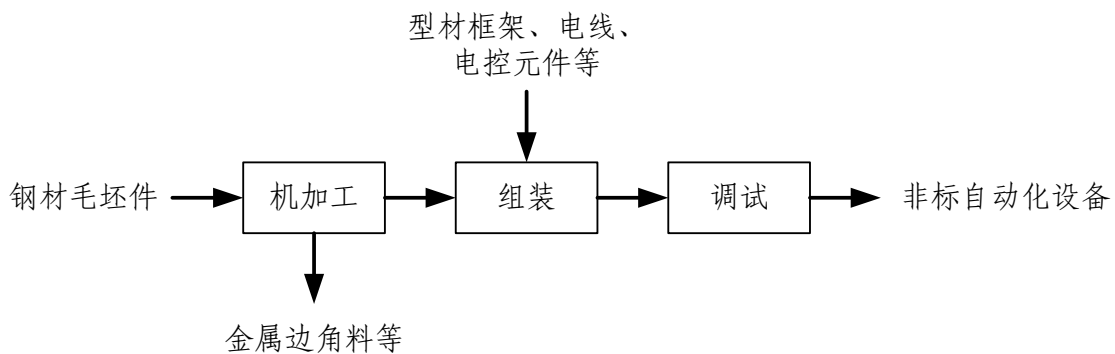 型材框架、电线、
电控元件等
钢材毛坯件
机加工
组装
调试
非标自动化设备
金属边角料等